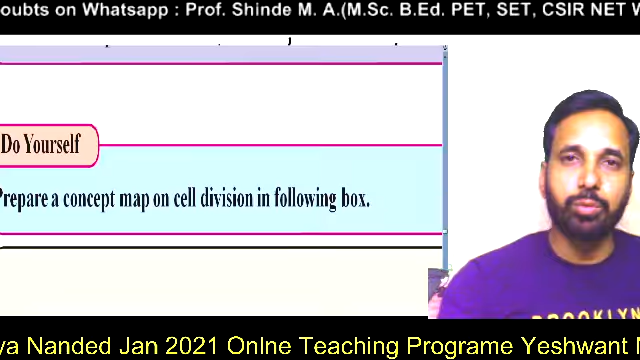 oubts on Whatsapp : Prof. Shinde M. A.(M.Sc. B.Ed. PET, SET, CSIR NET W
Do Yourself
Prepare a concept map on cell division in following box.
BROOKLYN
ya Nanded Jan 2021 Onlne Teaching Programe Yeshwant